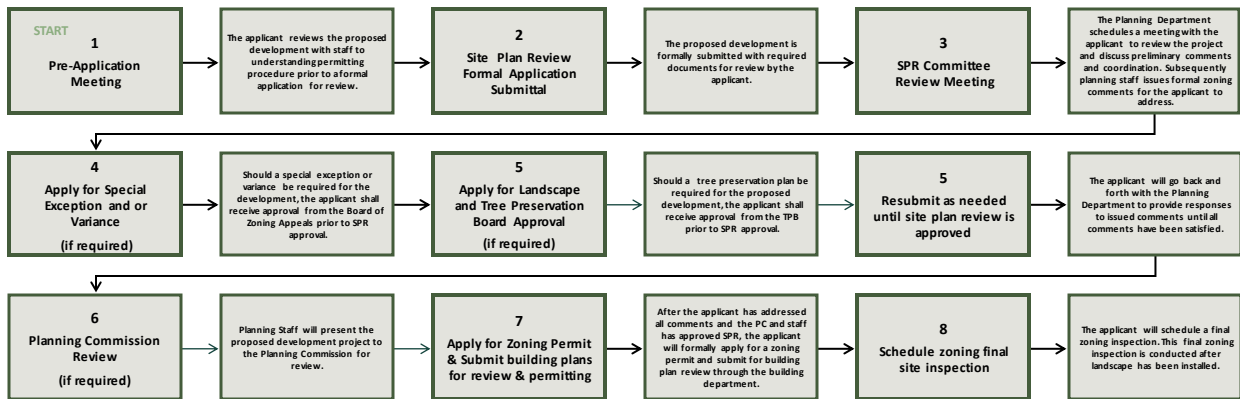 START
1
Pre-Application
Meeting
The applicant reviews the proposed
development with staff to
understanding permitting
procedure prior to a formal
application for review.
2
Site Plan Review
Formal Application
Submittal
The proposed development is
formally submitted with required
documents for review by the
applicant.
3
SPR Committee
Review Meeting
The Planning Department
schedules a meeting with the
applicant to review the project
and discuss preliminary comments
and coordination. Subsequently
planning staff issues formal zoning
comments for the applicant to
address.
4
Apply for Special
Exception and or
Variance
(if required)
Should a special exception or
variance be required for the
development, the applicant shall
receive approval from the Board of
Zoning Appeals prior to SPR
approval.
5
Apply for Landscape
and Tree Preservation
Board Approval
(if required)
Should a tree preservation plan be
required for the proposed
development, the applicant shall
receive approval from the TPB
prior to SPR approval.
5
Resubmit as needed
until site plan review is
approved
The applicant will go back and
forth with the Planning
Department to provide responses
to issued comments until all
comments have been satisfied.
6
Planning Commission
Review
(if required)
Planning Staff will present the
proposed development project to
the Planning Commission for
review.
7
Apply for Zoning Permit
& Submit building plans
for review & permitting
After the applicant has addressed
all comments and the PC and staff
has approved SPR, the applicant
will formally apply for a zoning
permit and submit for building
plan review through the building
department.
8
Schedule zoning final
site inspection
The applicant will schedule a final
zoning inspection. This final zoning
inspection is conducted after
landscape has been installed.